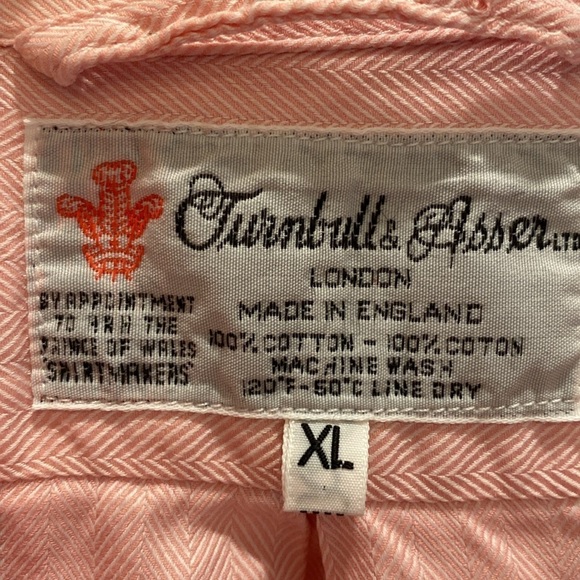 Turnbull & Asser LTD
LONDON
MADE IN ENGLAND
100% COTTON - 100% COTON
MACHINE WASH
120°F-50°C LINE DRY
BY APPOINTMENT
TO HRH THE
PRINCE OF WALES
'SHIRTMAKERS'
XL